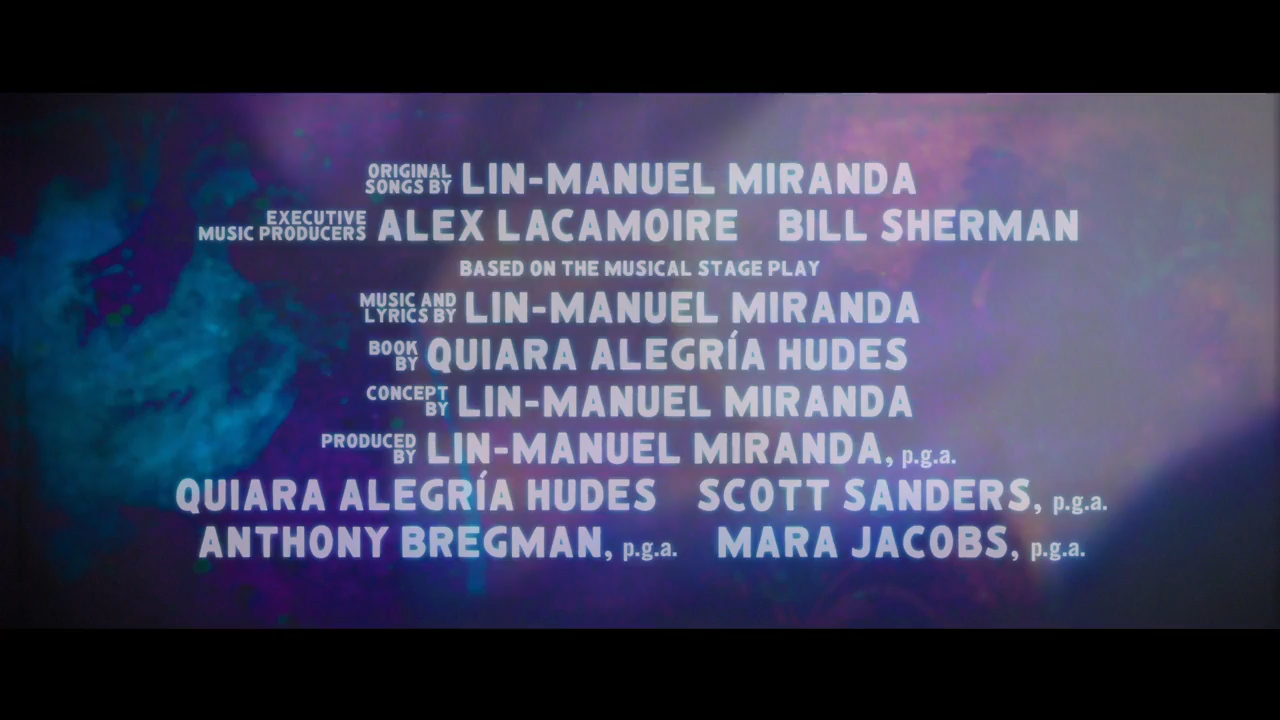 ORIGINAL SONGS BY LIN-MANUEL MIRANDA
EXECUTIVE MUSIC PRODUCERS ALEX LACAMOIRE BILL SHERMAN
BASED ON THE MUSICAL STAGE PLAY
MUSIC AND LYRICS BY LIN-MANUEL MIRANDA
BOOK BY QUIARA ALEGRÍA HUDES
CONCEPT BY LIN-MANUEL MIRANDA
PRODUCED BY LIN-MANUEL MIRANDA, p.g.a.
QUIARA ALEGRÍA HUDES SCOTT SANDERS, p.g.a.
ANTHONY BREGMAN, p.g.a. MARA JACOBS, p.g.a.